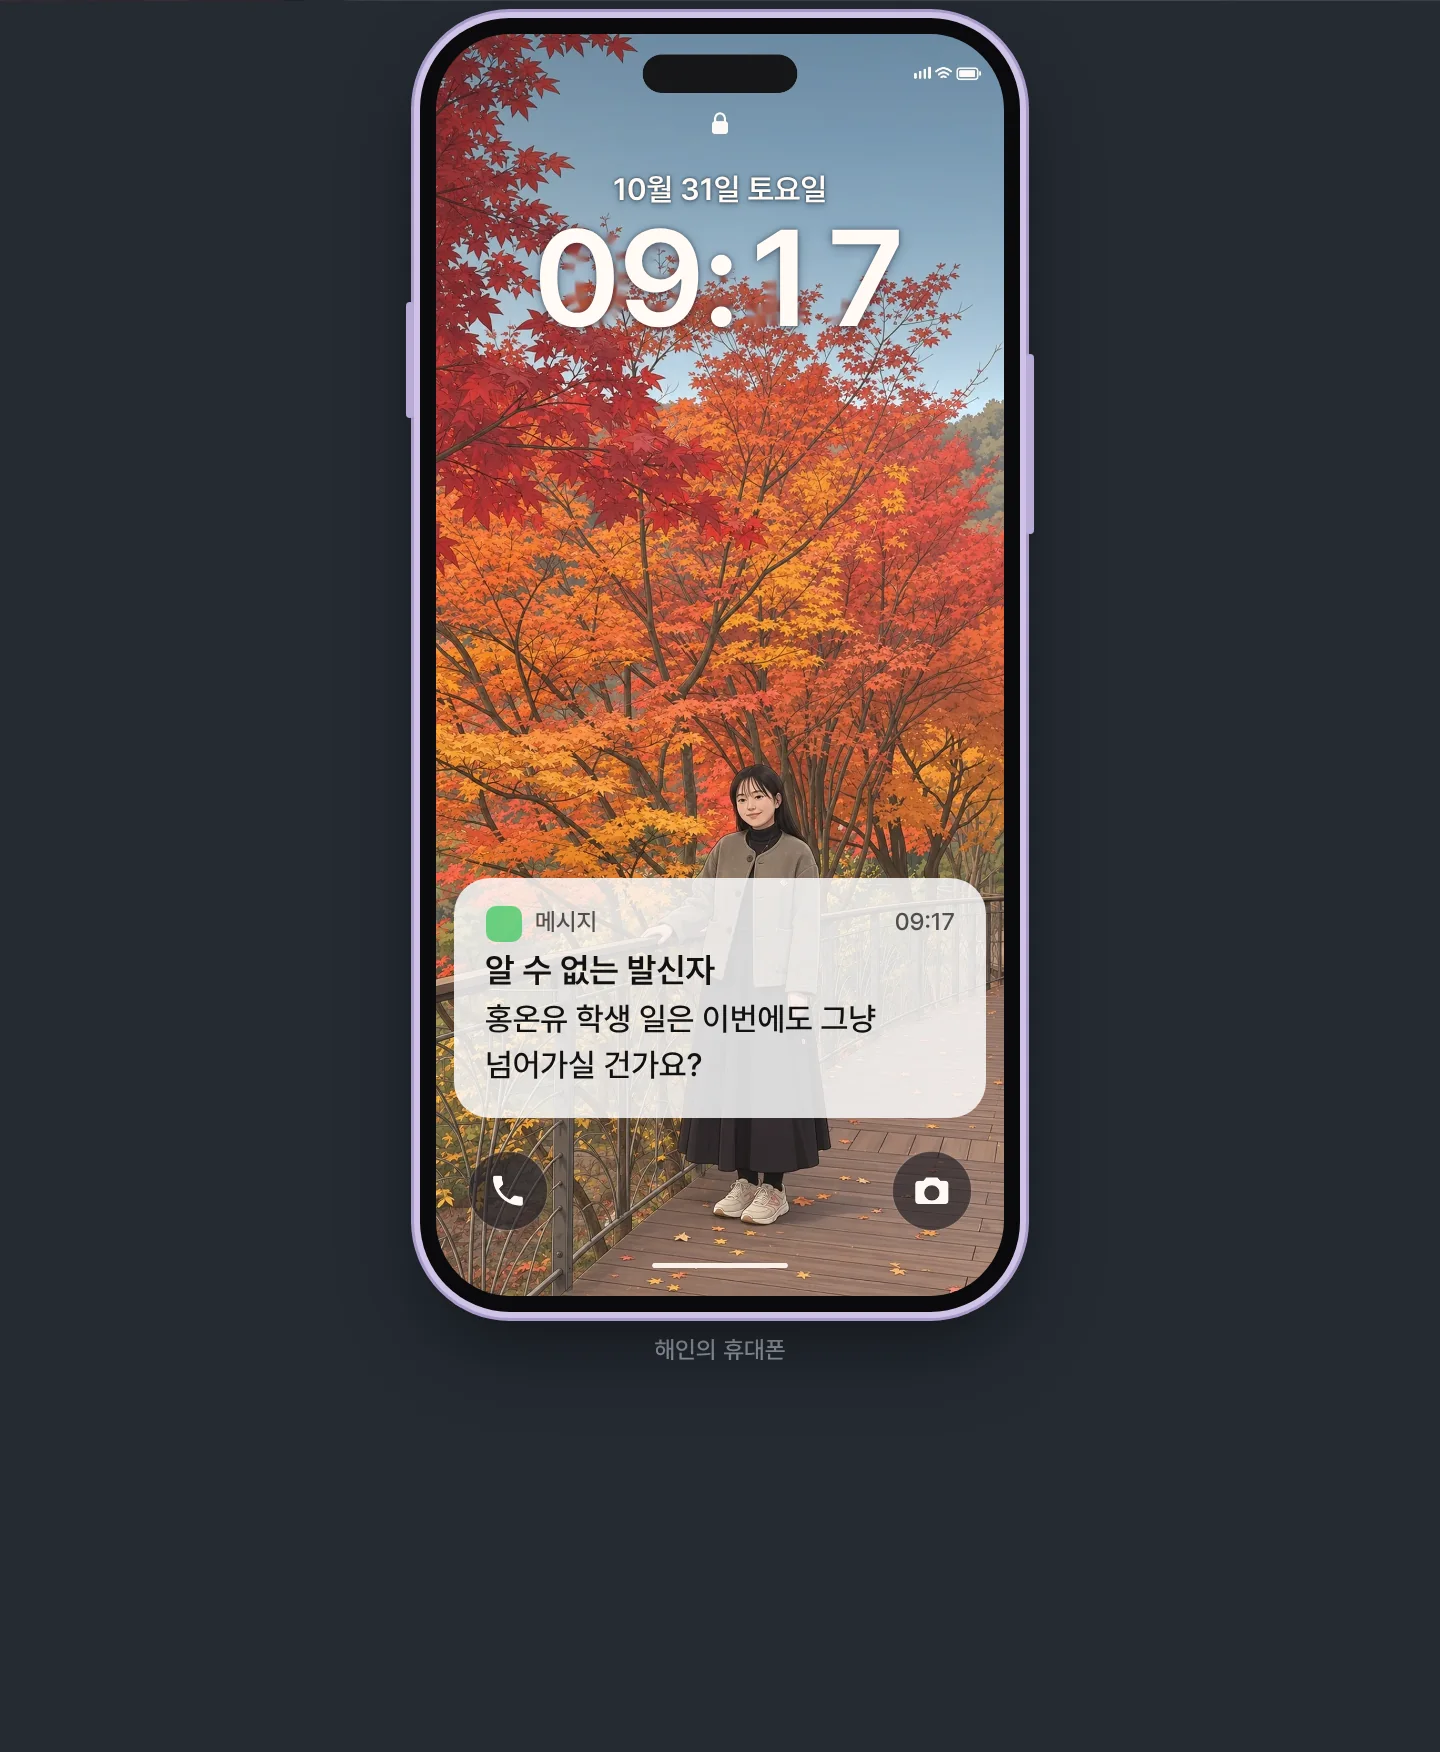 10월 31일 토요일
09:17
메시지 09:17
알 수 없는 발신자
홍온유 학생 일은 이번에도 그냥
넘어가실 건가요?
해인의 휴대폰